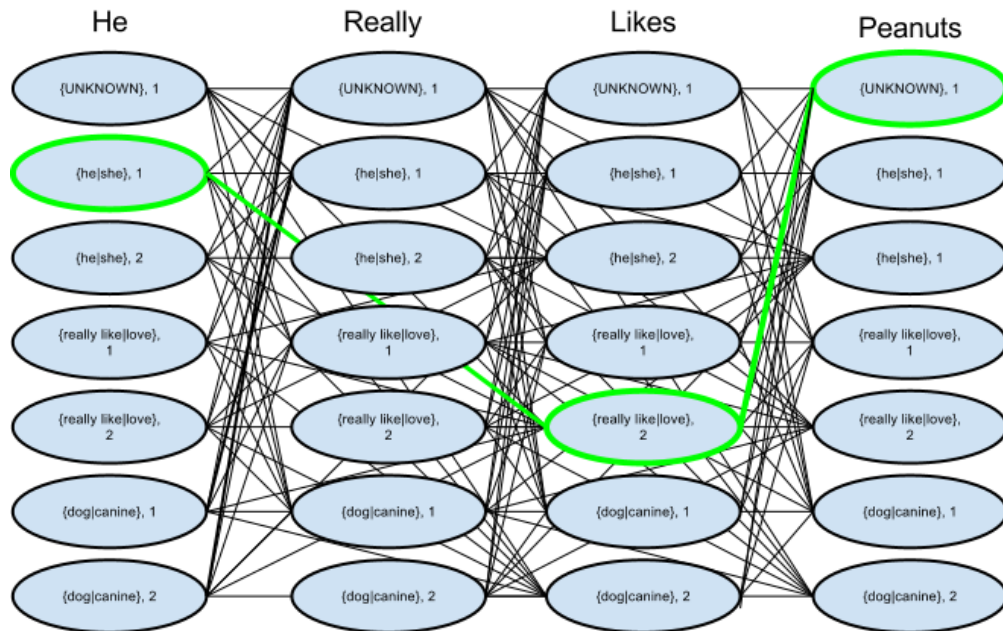 He Really Likes Peanuts
{UNKNOWN}, 1 {UNKNOWN}, 1 {UNKNOWN}, 1 {UNKNOWN}, 1
{he|she}, 1 {he|she}, 1 {he|she}, 1 {he|she}, 1
{he|she}, 2 {he|she}, 2 {he|she}, 2 {he|she}, 1
{really like|love}, {really like|love}, {really like|love}, {really like|love},
1 1 1 1
{really like|love}, {really like|love}, {really like|love}, {really like|love},
2 2 2 2
{dog|canine}, 1 {dog|canine}, 1 {dog|canine}, 1 {dog|canine}, 1
{dog|canine}, 2 {dog|canine}, 2 {dog|canine}, 2 {dog|canine}, 2